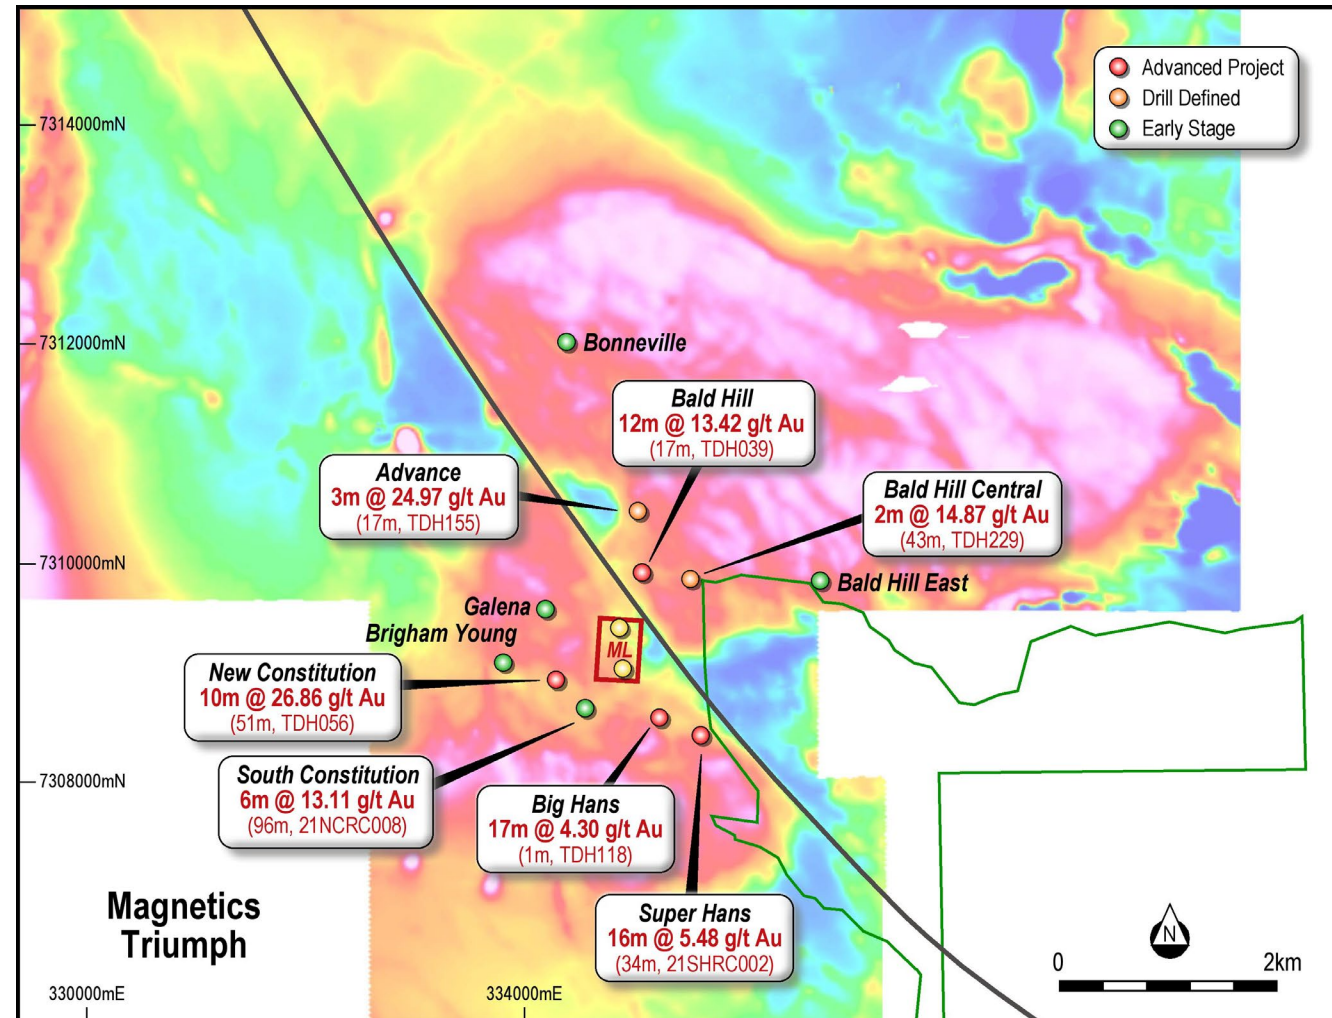 Advanced Project
Drill Defined
Early Stage
7314000mN
7312000mN
Bonneville
Bald Hill
12m @ 13.42 g/t Au
(17m, TDH039)
Advance
3m @ 24.97 g/t Au
(17m, TDH155)
Bald Hill Central
2m @ 14.87 g/t Au
(43m, TDH229)
7310000mN
Bald Hill East
Galena
Brigham Young
ML
New Constitution
10m @ 26.86 g/t Au
(51m, TDH056)
South Constitution
6m @ 13.11 g/t Au
(96m, 21NCRC008)
7308000mN
Big Hans
17m @ 4.30 g/t Au
(1m, TDH118)
Super Hans
16m @ 5.48 g/t Au
(34m, 21SHRC002)
Magnetics
Triumph
N
0 2km
330000mE
334000mE